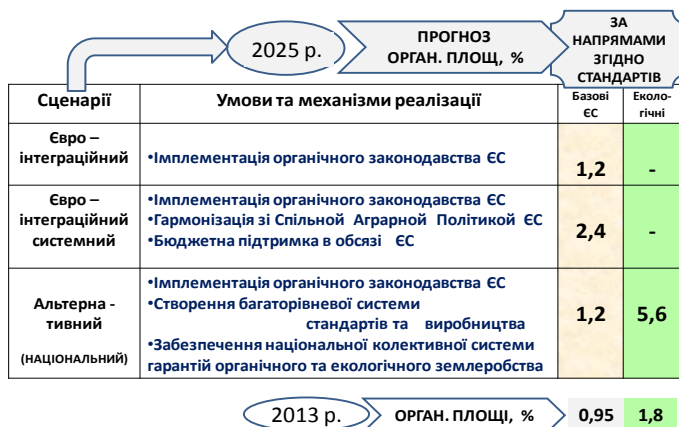 2025 р.
ПРОГНОЗ
ОРГАН. ПЛОЩ, %
ЗА
НАПРЯМАМИ
ЗГІДНО
СТАНДАРТІВ
Сценарії
Умови та механізми реалізації
Базові
ЄС
Еколо-
гічні
Євро –
інтеграційний
•Імплементація органічного законодавства ЄС
1,2
-
Євро –
інтеграційний
системний
•Імплементація органічного законодавства ЄС
•Гармонізація зі Спільной Аграрной Політикой ЄС
•Бюджетна підтримка в обсязі ЄС
2,4
-
Альтерна -
тивний
(НАЦІОНАЛЬНИЙ)
•Імплементація органічного законодавства ЄС
•Створення багаторівневої системи
стандартів та виробництва
•Забезпечення національної колективної системи
гарантій органічного та екологічного землеробства
1,2
5,6
2013 р.
ОРГАН. ПЛОЩІ, %
0,95
1,8